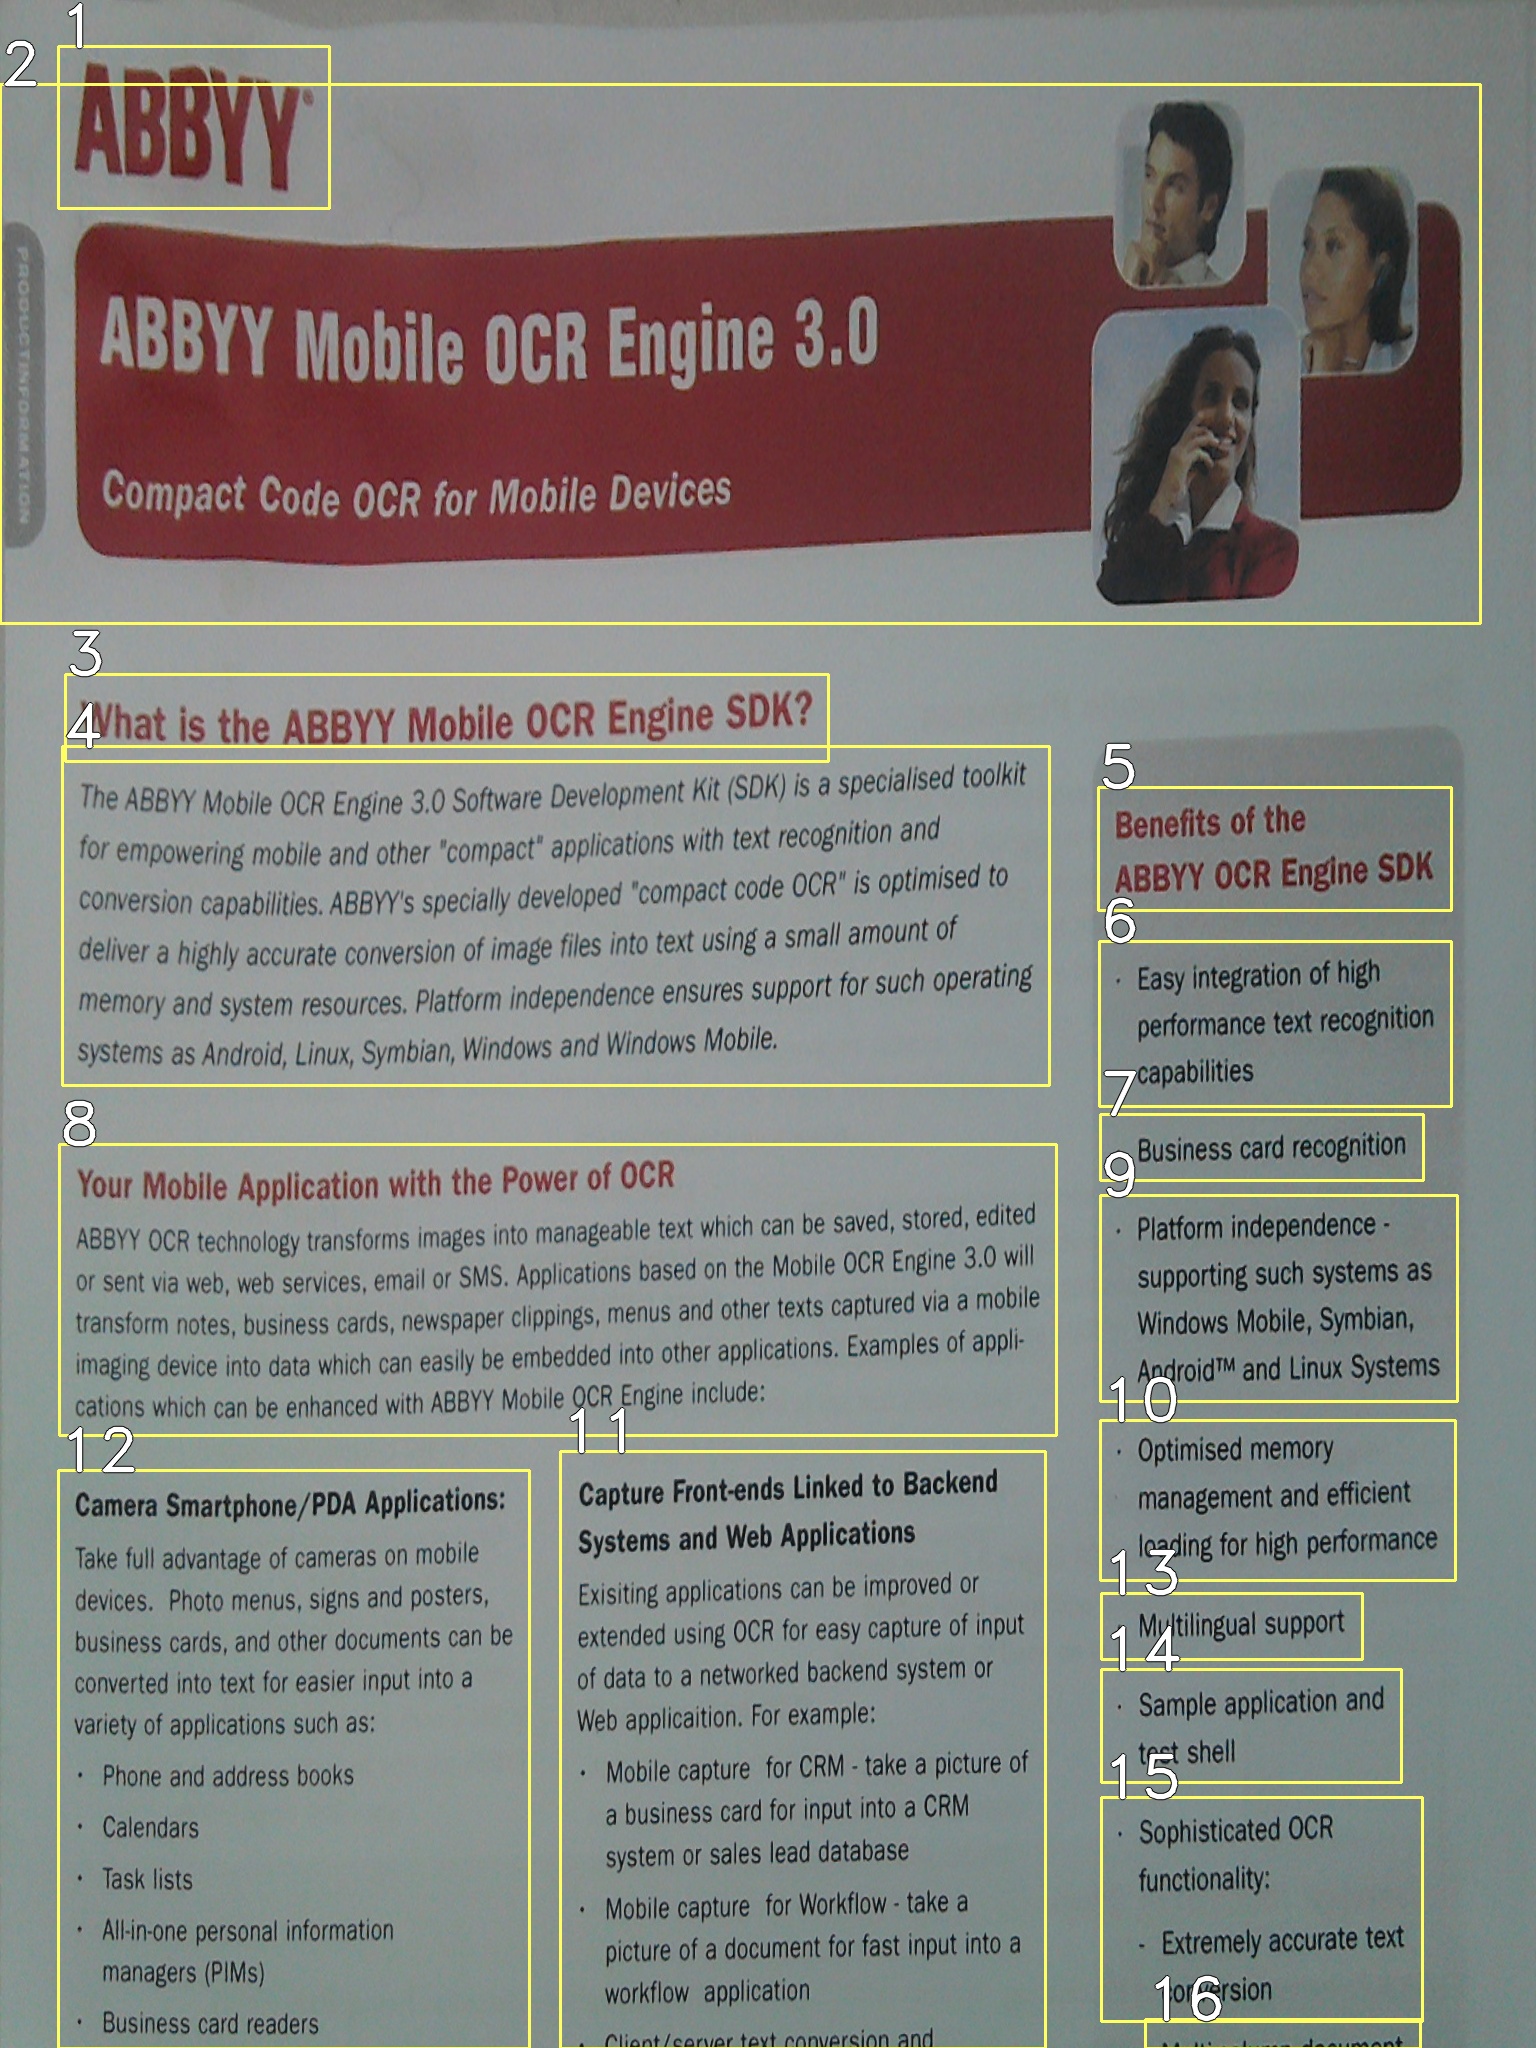 ABBYY®
PRODUCTINFORMATION
ABBYY Mobile OCR Engine 3.0
Compact Code OCR for Mobile Devices
What is the ABBYY Mobile OCR Engine SDK?
The ABBYY Mobile OCR Engine 3.0 Software Development Kit (SDK) is a specialised toolkit
for empowering mobile and other "compact" applications with text recognition and
conversion capabilities. ABBYY's specially developed "compact code OCR" is optimised to
deliver a highly accurate conversion of image files into text using a small amount of
memory and system resources. Platform independence ensures support for such operating
systems as Android, Linux, Symbian, Windows and Windows Mobile.
Your Mobile Application with the Power of OCR
ABBYY OCR technology transforms images into manageable text which can be saved, stored, edited
or sent via web, web services, email or SMS. Applications based on the Mobile OCR Engine 3.0 will
transform notes, business cards, newspaper clippings, menus and other texts captured via a mobile
imaging device into data which can easily be embedded into other applications. Examples of appli-
cations which can be enhanced with ABBYY Mobile OCR Engine include:
Camera Smartphone/PDA Applications:
Take full advantage of cameras on mobile
devices. Photo menus, signs and posters,
business cards, and other documents can be
converted into text for easier input into a
variety of applications such as:
· Phone and address books
· Calendars
· Task lists
· All-in-one personal information
managers (PIMs)
· Business card readers
Capture Front-ends Linked to Backend
Systems and Web Applications
Exisiting applications can be improved or
extended using OCR for easy capture of input
of data to a networked backend system or
Web applicaition. For example:
· Mobile capture for CRM - take a picture of
a business card for input into a CRM
system or sales lead database
· Mobile capture for Workflow - take a
picture of a document for fast input into a
workflow application
· Client/server text conversion and
Benefits of the
ABBYY OCR Engine SDK
· Easy integration of high
performance text recognition
capabilities
· Business card recognition
· Platform independence -
supporting such systems as
Windows Mobile, Symbian,
Android™ and Linux Systems
· Optimised memory
management and efficient
loading for high performance
· Multilingual support
· Sample application and
test shell
· Sophisticated OCR
functionality:
- Extremely accurate text
conversion
Multicolumn document
1
2
3
4
5
6
7
8
9
10
11
12
13
14
15
16